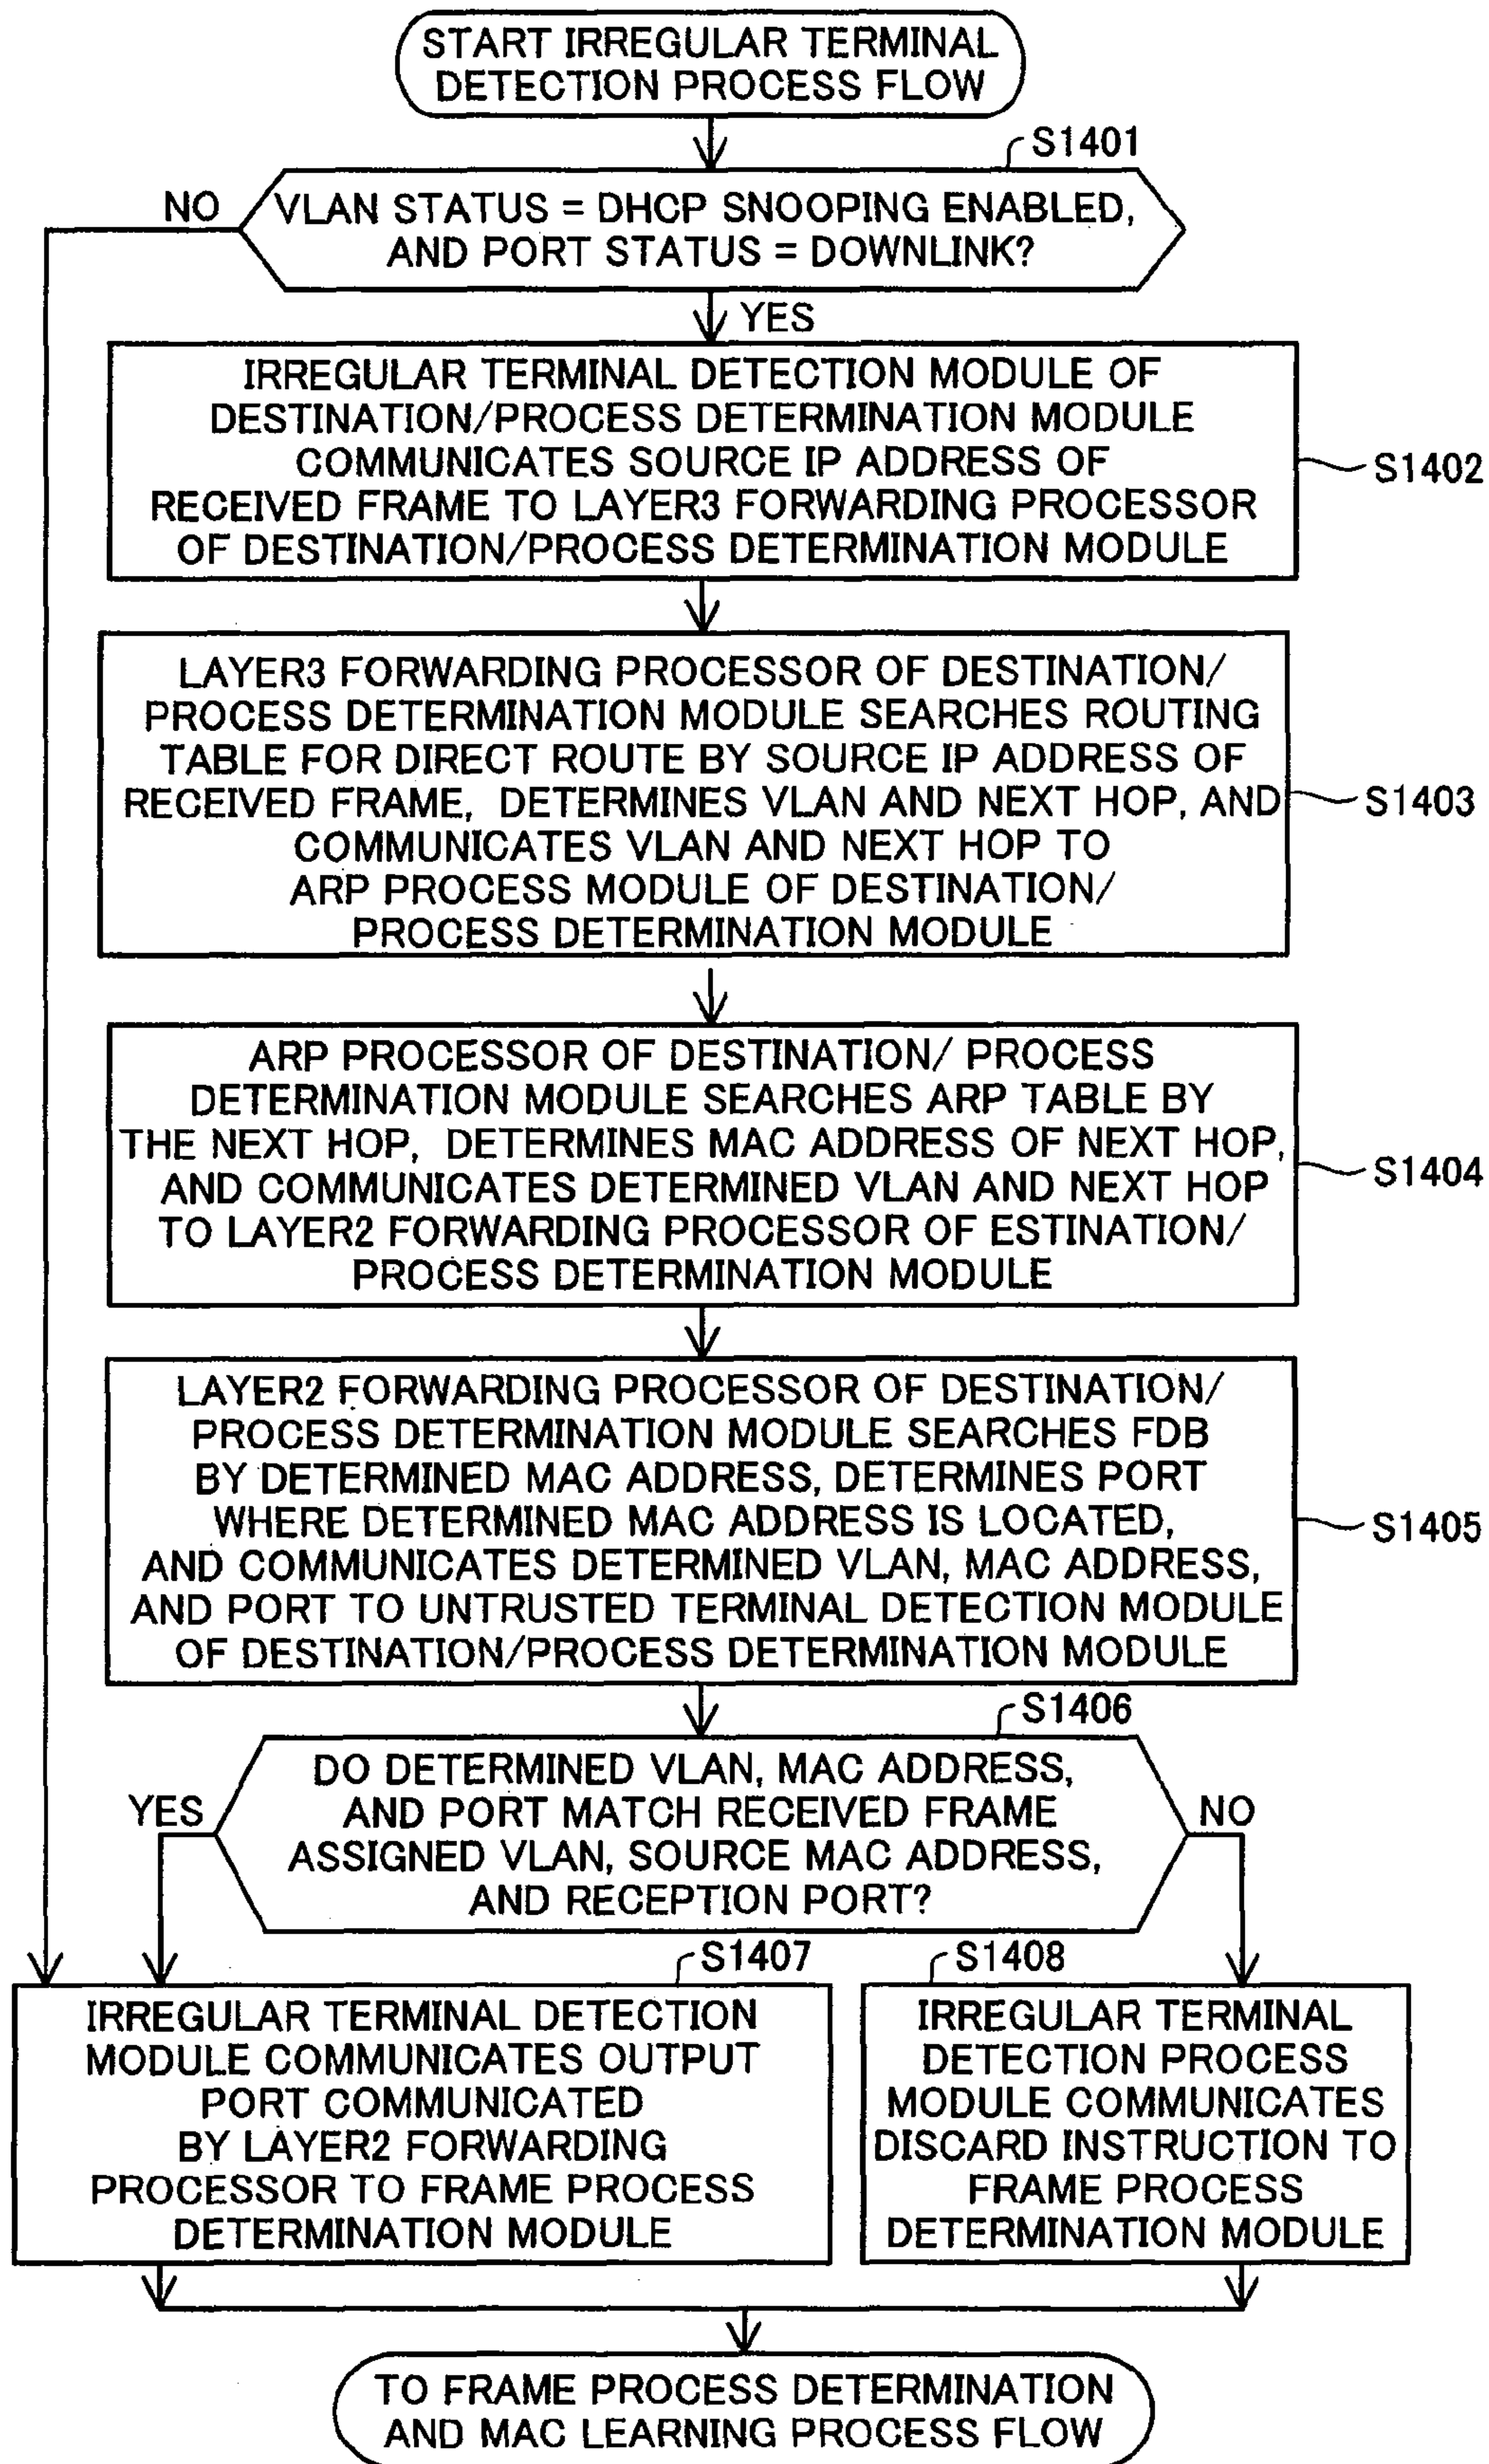 START IRREGULAR TERMINAL
DETECTION PROCESS FLOW
S1401
NO
VLAN STATUS = DHCP SNOOPING ENABLED,
AND PORT STATUS = DOWNLINK?
YES
IRREGULAR TERMINAL DETECTION MODULE OF
DESTINATION/PROCESS DETERMINATION MODULE
COMMUNICATES SOURCE IP ADDRESS OF
RECEIVED FRAME TO LAYER3 FORWARDING PROCESSOR
OF DESTINATION/PROCESS DETERMINATION MODULE
S1402
LAYER3 FORWARDING PROCESSOR OF DESTINATION/
PROCESS DETERMINATION MODULE SEARCHES ROUTING
TABLE FOR DIRECT ROUTE BY SOURCE IP ADDRESS OF
RECEIVED FRAME, DETERMINES VLAN AND NEXT HOP, AND
COMMUNICATES VLAN AND NEXT HOP TO
ARP PROCESS MODULE OF DESTINATION/
PROCESS DETERMINATION MODULE
S1403
ARP PROCESSOR OF DESTINATION/ PROCESS
DETERMINATION MODULE SEARCHES ARP TABLE BY
THE NEXT HOP, DETERMINES MAC ADDRESS OF NEXT HOP,
AND COMMUNICATES DETERMINED VLAN AND NEXT HOP
TO LAYER2 FORWARDING PROCESSOR OF ESTINATION/
PROCESS DETERMINATION MODULE
S1404
LAYER2 FORWARDING PROCESSOR OF DESTINATION/
PROCESS DETERMINATION MODULE SEARCHES FDB
BY DETERMINED MAC ADDRESS, DETERMINES PORT
WHERE DETERMINED MAC ADDRESS IS LOCATED,
AND COMMUNICATES DETERMINED VLAN, MAC ADDRESS,
AND PORT TO UNTRUSTED TERMINAL DETECTION MODULE
OF DESTINATION/PROCESS DETERMINATION MODULE
S1405
S1406
DO DETERMINED VLAN, MAC ADDRESS,
AND PORT MATCH RECEIVED FRAME
ASSIGNED VLAN, SOURCE MAC ADDRESS,
AND RECEPTION PORT?
YES
NO
S1407
IRREGULAR TERMINAL DETECTION
MODULE COMMUNICATES OUTPUT
PORT COMMUNICATED
BY LAYER2 FORWARDING
PROCESSOR TO FRAME PROCESS
DETERMINATION MODULE
S1408
IRREGULAR TERMINAL
DETECTION PROCESS
MODULE COMMUNICATES
DISCARD INSTRUCTION TO
FRAME PROCESS
DETERMINATION MODULE
TO FRAME PROCESS DETERMINATION
AND MAC LEARNING PROCESS FLOW